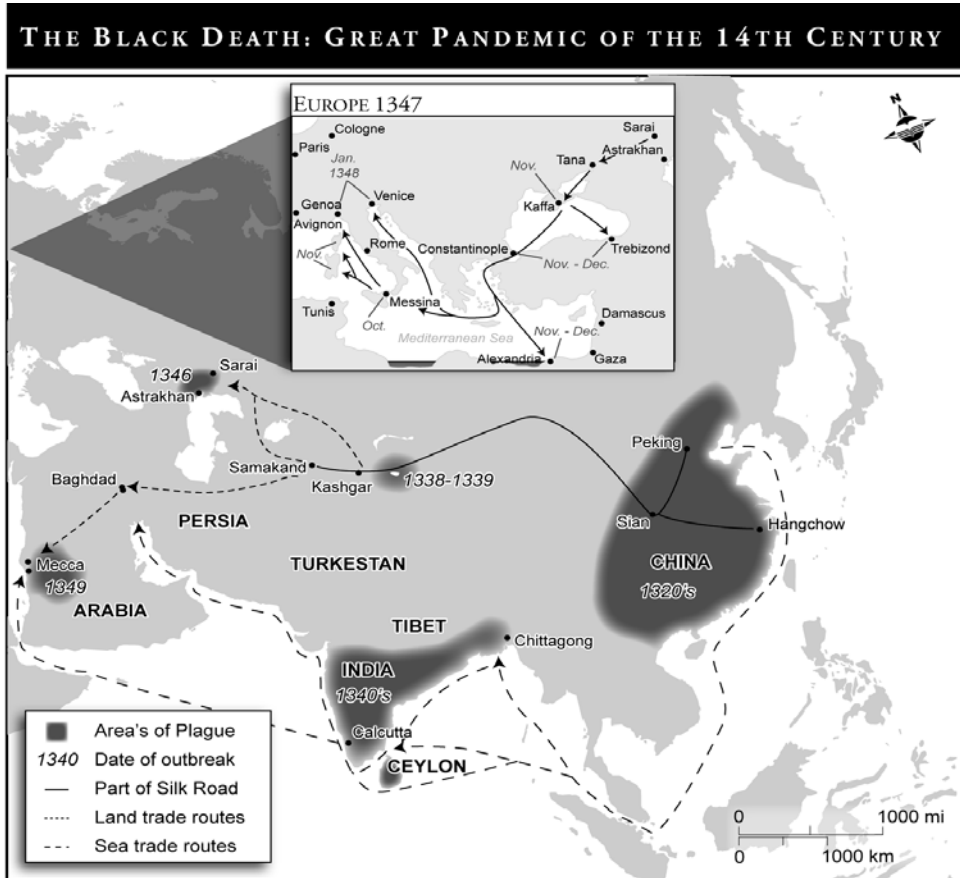 THE BLACK DEATH: GREAT PANDEMIC OF THE 14TH CENTURY
EUROPE 1347
Cologne
Paris
Jan.
1348
Venice
Genoa
Avignon
Rome
Nov.
Tunis
Messina
Oct.
Mediterranean Sea
Constantinople
Sarai
Astrakhan
Tana
Nov.
Kaffa
Trebizond
Nov. - Dec.
Nov. - Dec.
Damascus
Alexandria
Gaza
N
1346
Sarai
Astrakhan
Samakand
Kashgar
1338-1339
Baghdad
PERSIA
Mecca
1349
ARABIA
TURKESTAN
TIBET
Chittagong
INDIA
1340's
Calcutta
CEYLON
Peking
Sian
Hangchow
CHINA
1320's
Area's of Plague
1340 Date of outbreak
Part of Silk Road
Land trade routes
Sea trade routes
0 1000 mi
0 1000 km